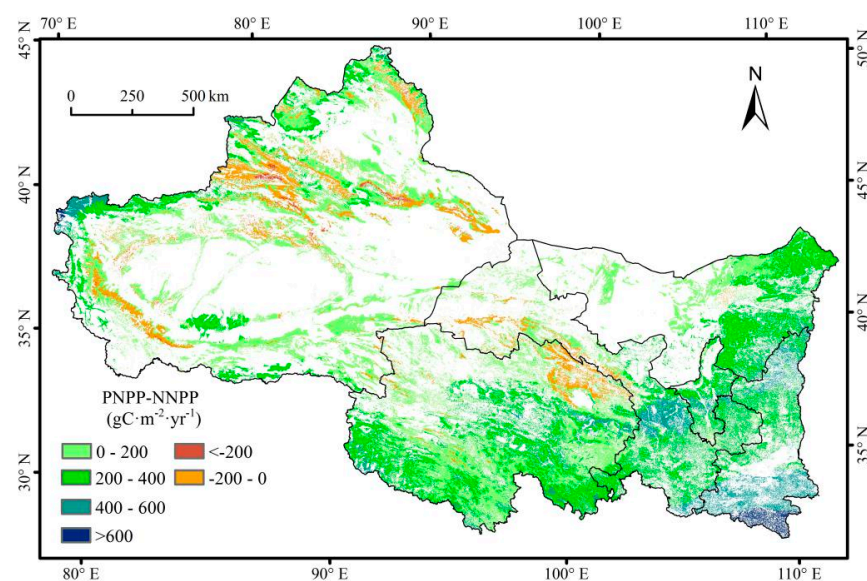 70° E 80° E 90° E 100° E 110° E
45° N
50° N
N
0 250 500 km
40° N
45° N
35° N
40° N
PNPP-NNPP
(gC·m⁻²·yr⁻¹)
0 - 200 <-200
200 - 400 -200 - 0
400 - 600
>600
30° N
35° N
80° E 90° E 100° E 110° E